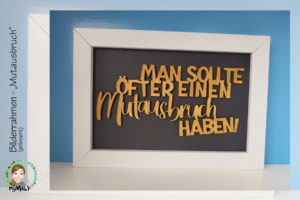 MAN SOLLTE
ÖFTER EINEN
Mutausbruch
HABEN!
Bilderrahmen - „Mutausbruch“